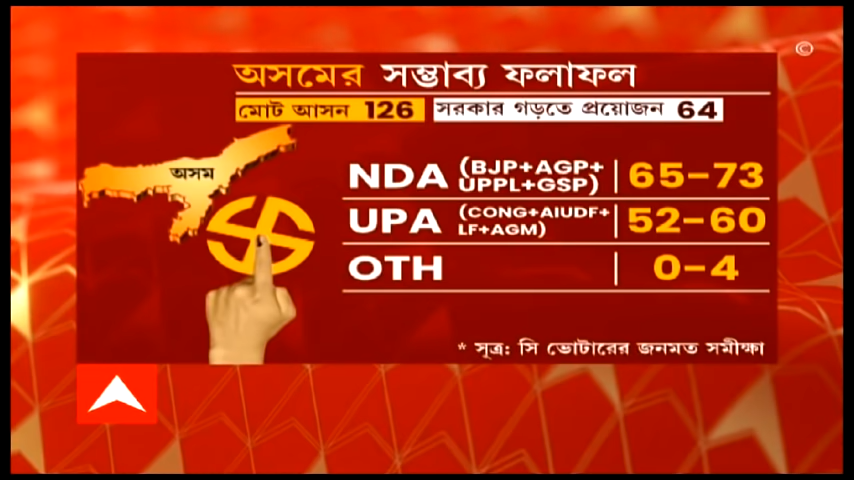 ©
অসমের সম্ভাব্য ফলাফল
মোট আসন 126 সরকার গড়তে প্রয়োজন 64
অসম
NDA (BJP+AGP+ UPPL+GSP) 65-73
UPA (CONG+AIUDF+ LF+AGM) 52-60
OTH 0-4
* সূত্র: সি ভোটারের জনমত সমীক্ষা